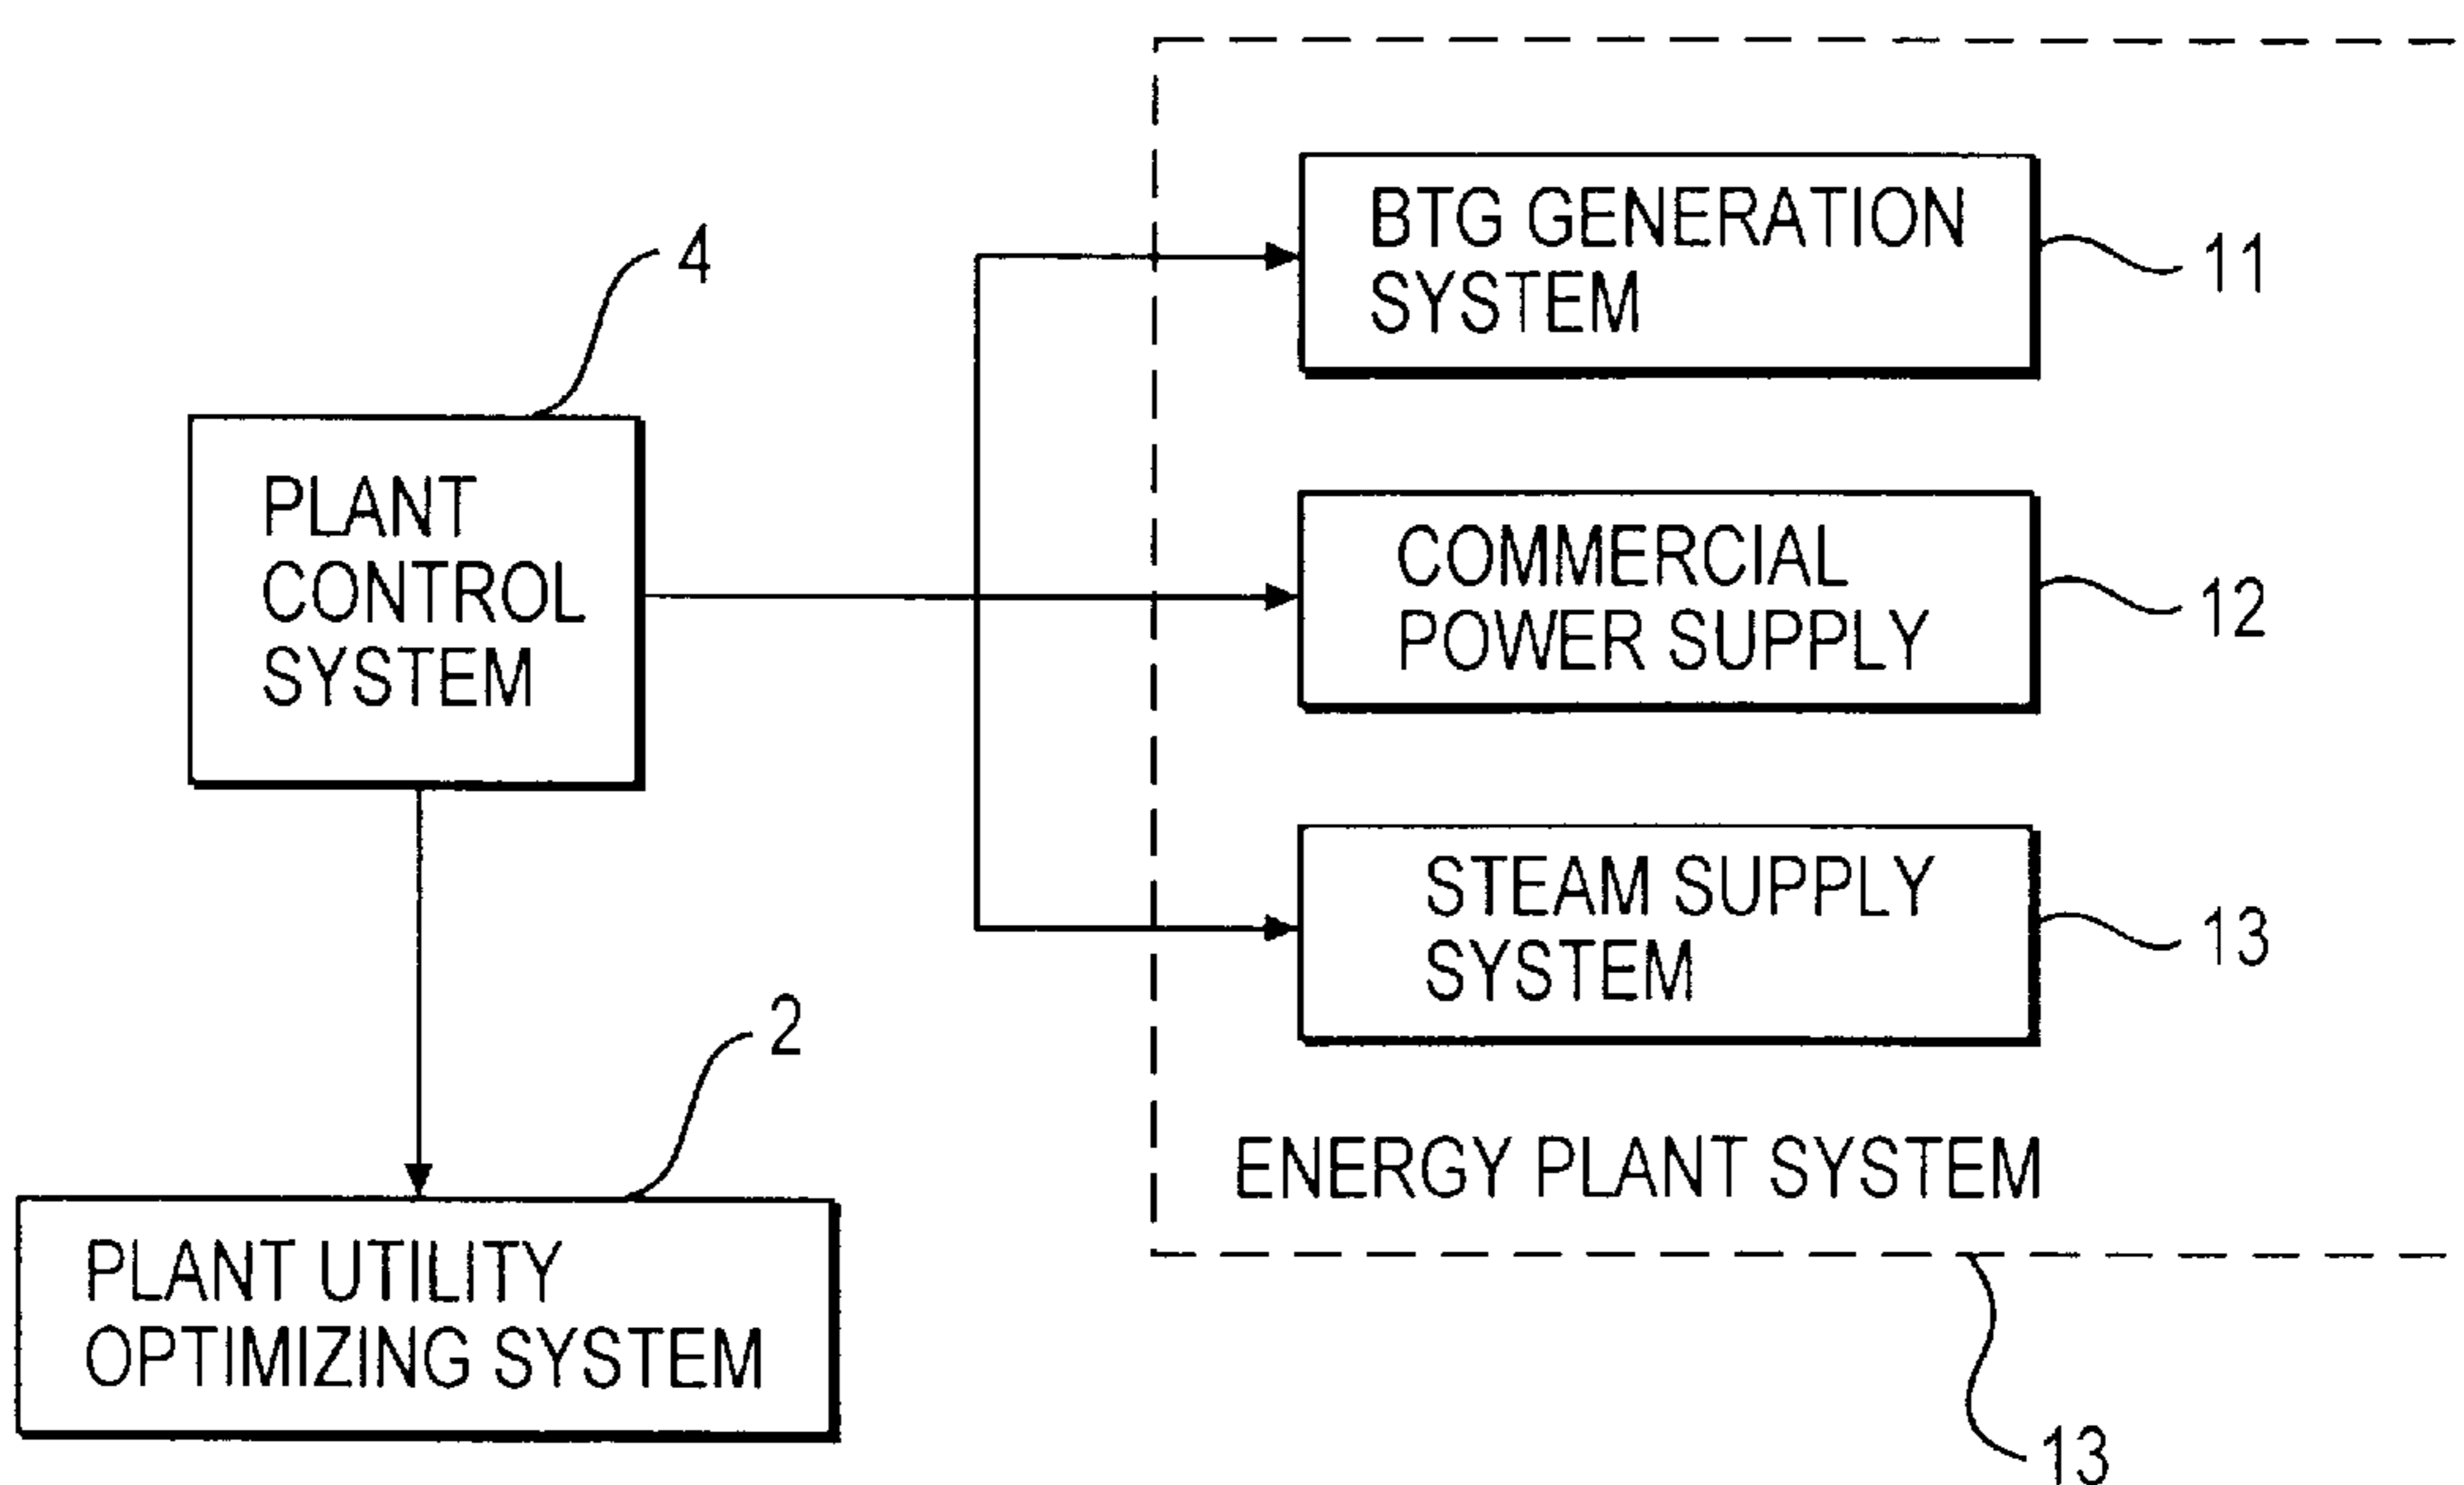 BTG GENERATION
SYSTEM
11
4
PLANT
CONTROL
SYSTEM
COMMERCIAL
POWER SUPPLY
12
STEAM SUPPLY
SYSTEM
13
2
PLANT UTILITY
OPTIMIZING SYSTEM
ENERGY PLANT SYSTEM
13